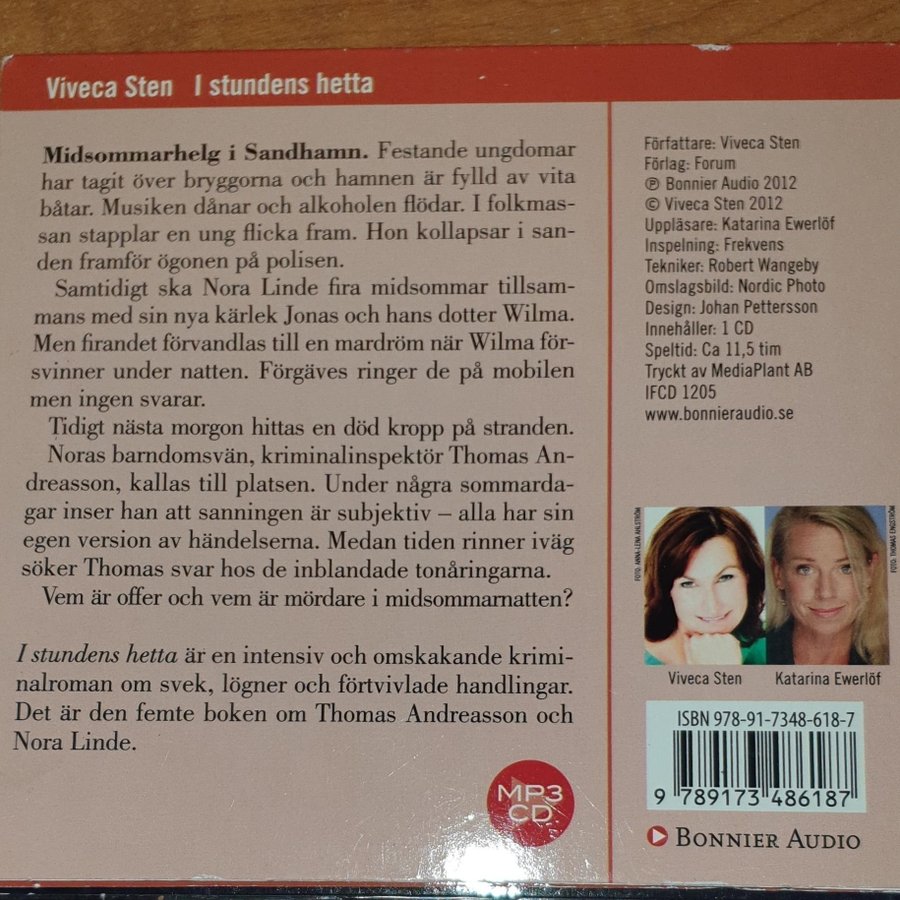 Viveca Sten I stundens hetta
Midsommarhelg i Sandhamn. Festande ungdomar
har tagit över bryggorna och hamnen är fylld av vita
båtar. Musiken dånar och alkoholen flödar. I folkmas-
san stapplar en ung flicka fram. Hon kollapsar i san-
den framför ögonen på polisen.
Samtidigt ska Nora Linde fira midsommar tillsam-
mans med sin nya kärlek Jonas och hans dotter Wilma.
Men firandet förvandlas till en mardröm när Wilma för-
svinner under natten. Förgäves ringer de på mobilen
men ingen svarar.
Tidigt nästa morgon hittas en död kropp på stranden.
Noras barndomsvän, kriminalinspektör Thomas An-
dreasson, kallas till platsen. Under några sommarda-
gar inser han att sanningen är subjektiv – alla har sin
egen version av händelserna. Medan tiden rinner iväg
söker Thomas svar hos de inblandade tonåringarna.
Vem är offer och vem är mördare i midsommarnatten?
I stundens hetta är en intensiv och omskakande krimi-
nalroman om svek, lögner och förtvivlade handlingar.
Det är den femte boken om Thomas Andreasson och
Nora Linde.
MP3
CD
Författare: Viveca Sten
Förlag: Forum
℗ Bonnier Audio 2012
© Viveca Sten 2012
Uppläsare: Katarina Ewerlöf
Inspelning: Frekvens
Tekniker: Robert Wangeby
Omslagsbild: Nordic Photo
Design: Johan Pettersson
Innehåller: 1 CD
Speltid: Ca 11,5 tim
Tryckt av MediaPlant AB
IFCD 1205
www.bonnieraudio.se
FOTO: ANNA-LENA AHLSTRÖM
FOTO: THOMAS ENGSTRÖM
Viveca Sten
Katarina Ewerlöf
ISBN 978-91-7348-618-7
9 789173 486187
BONNIER AUDIO